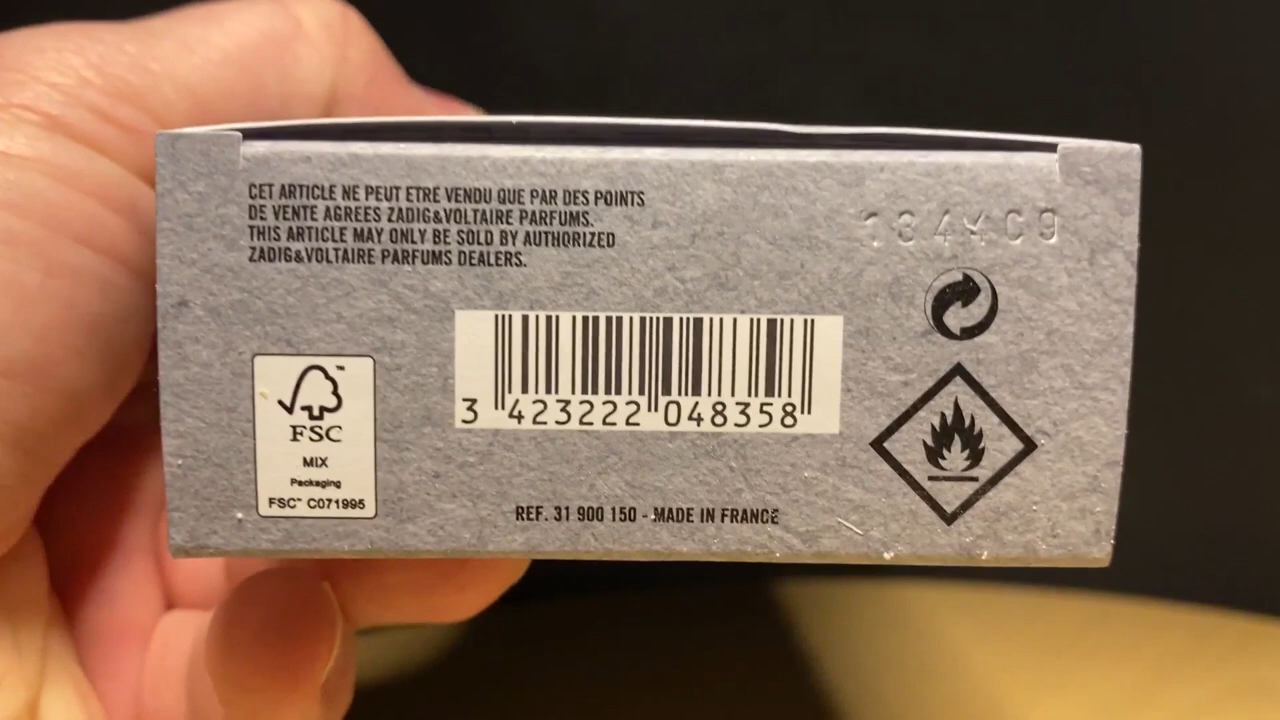 CET ARTICLE NE PEUT ETRE VENDU QUE PAR DES POINTS
DE VENTE AGREES ZADIG&VOLTAIRE PARFUMS.
THIS ARTICLE MAY ONLY BE SOLD BY AUTHORIZED
ZADIG&VOLTAIRE PARFUMS DEALERS.
FSC
MIX
Packaging
FSC™ C071995
3 423222 048358
REF. 31 900 150 - MADE IN FRANCE